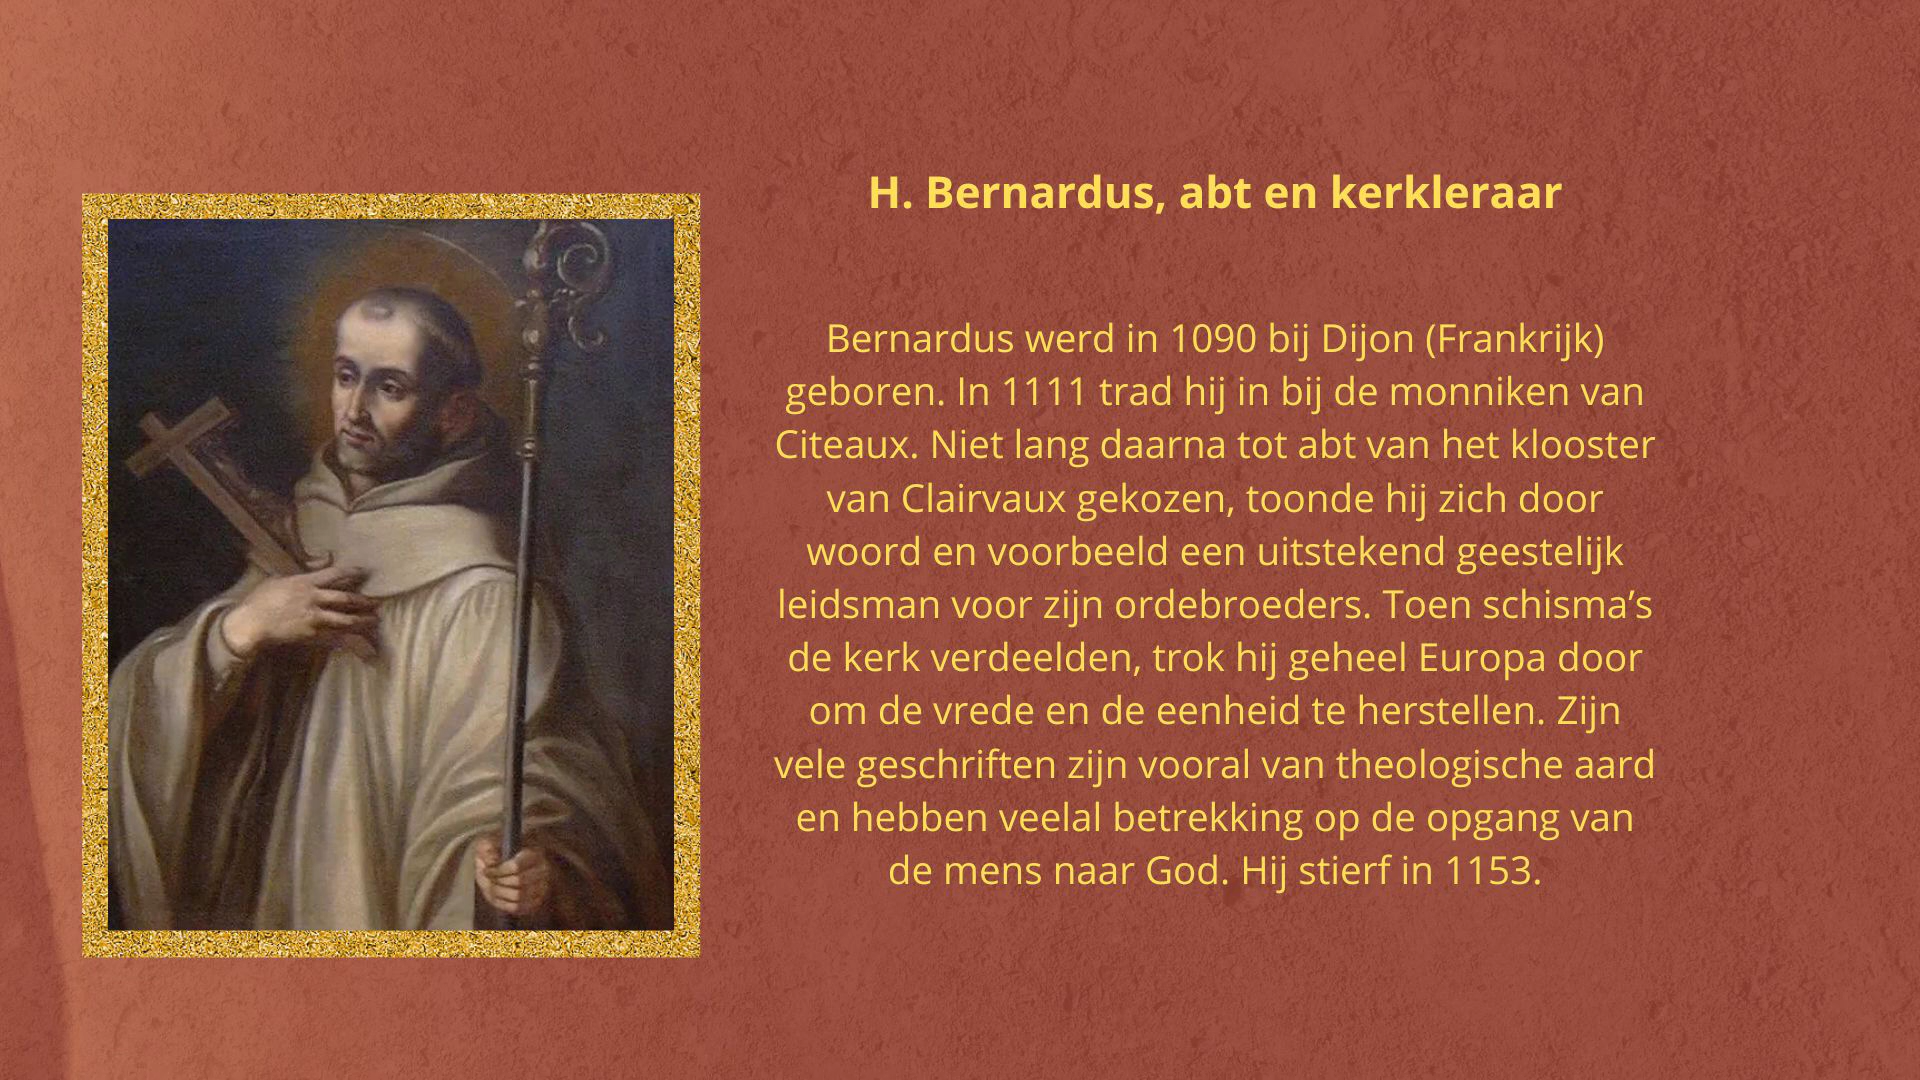 H. Bernardus, abt en kerkleraar
Bernardus werd in 1090 bij Dijon (Frankrijk)
geboren. In 1111 trad hij in bij de monniken van
Citeaux. Niet lang daarna tot abt van het klooster
van Clairvaux gekozen, toonde hij zich door
woord en voorbeeld een uitstekend geestelijk
leidsman voor zijn ordebroeders. Toen schisma’s
de kerk verdeelden, trok hij geheel Europa door
om de vrede en de eenheid te herstellen. Zijn
vele geschriften zijn vooral van theologische aard
en hebben veelal betrekking op de opgang van
de mens naar God. Hij stierf in 1153.